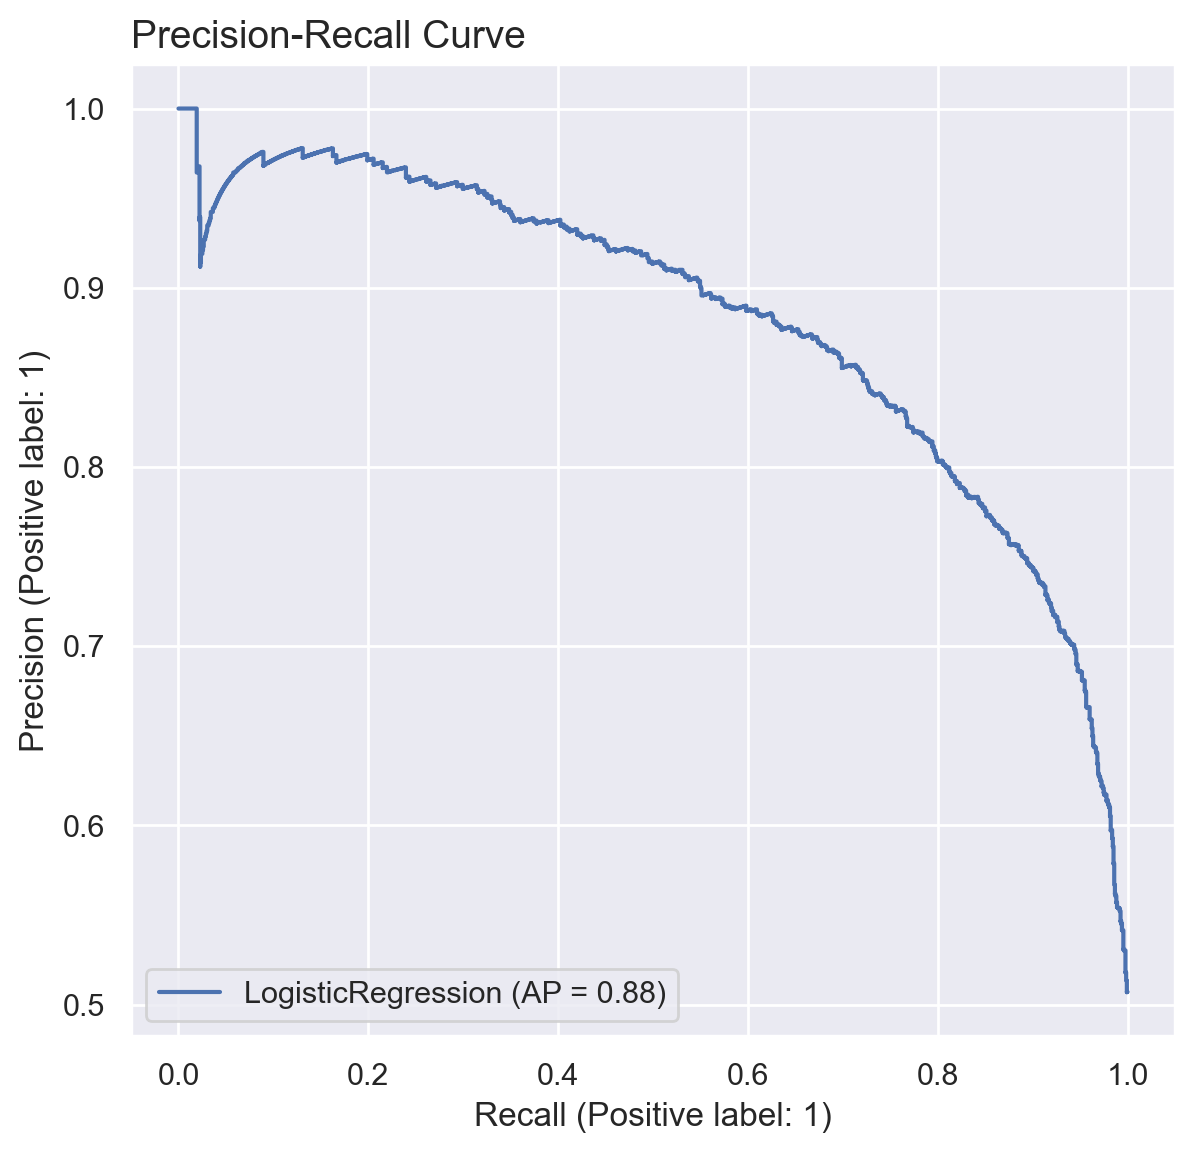 Precision-Recall Curve
1.0
0.9
0.8
0.7
0.6
0.5
Precision (Positive label: 1)
LogisticRegression (AP = 0.88)
0.0 0.2 0.4 0.6 0.8 1.0
Recall (Positive label: 1)